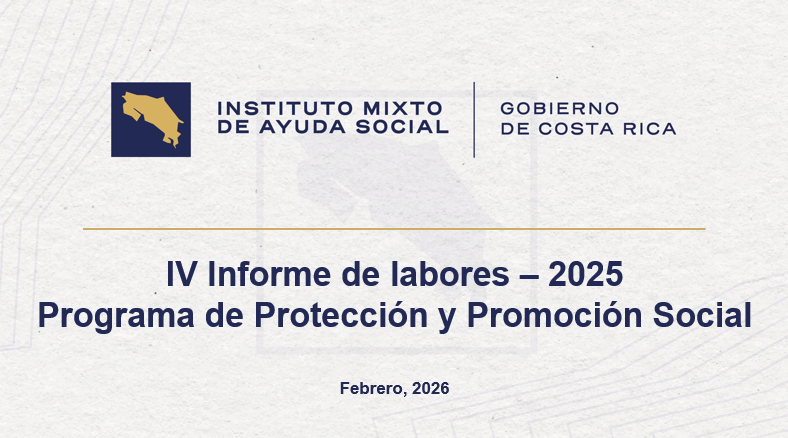 INSTITUTO MIXTO
DE AYUDA SOCIAL
GOBIERNO
DE COSTA RICA
IV Informe de labores – 2025
Programa de Protección y Promoción Social
Febrero, 2026